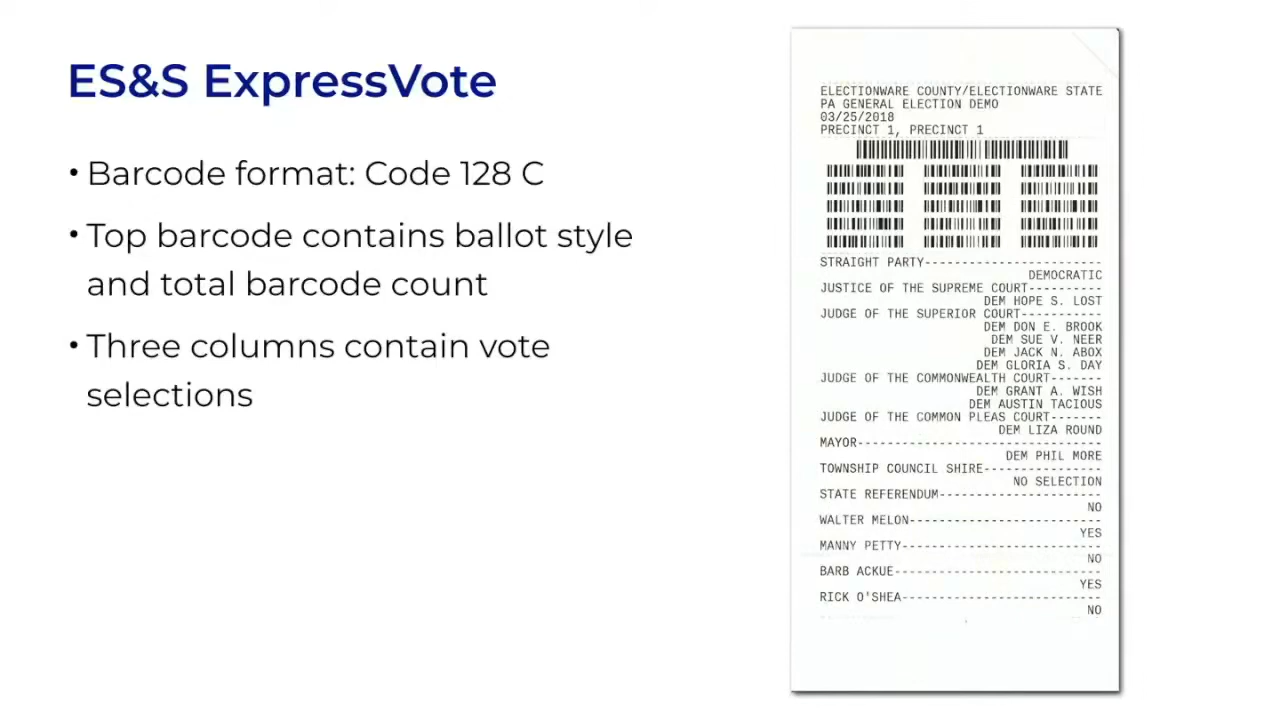 ES&S ExpressVote
• Barcode format: Code 128 C
• Top barcode contains ballot style
and total barcode count
• Three columns contain vote
selections
ELECTIONWARE COUNTY/ELECTIONWARE STATE
PA GENERAL ELECTION DEMO
03/25/2018
PRECINCT 1, PRECINCT 1
STRAIGHT PARTY-----------------------
DEMOCRATIC
JUSTICE OF THE SUPREME COURT----------
DEM HOPE S. LOST
JUDGE OF THE SUPERIOR COURT-----------
DEM DON E. BROOK
DEM SUE V. NEER
DEM JACK N. ABOX
DEM GLORIA S. DAY
JUDGE OF THE COMMONWEALTH COURT-------
DEM GRANT A. WISH
DEM AUSTIN TACIOUS
JUDGE OF THE COMMON PLEAS COURT-------
DEM LIZA ROUND
MAYOR---------------------------------
DEM PHIL MORE
TOWNSHIP COUNCIL SHIRE----------------
NO SELECTION
STATE REFERENDUM----------------------
NO
WALTER MELON--------------------------
YES
MANNY PETTY---------------------------
NO
BARB ACKUE----------------------------
YES
RICK O'SHEA---------------------------
NO